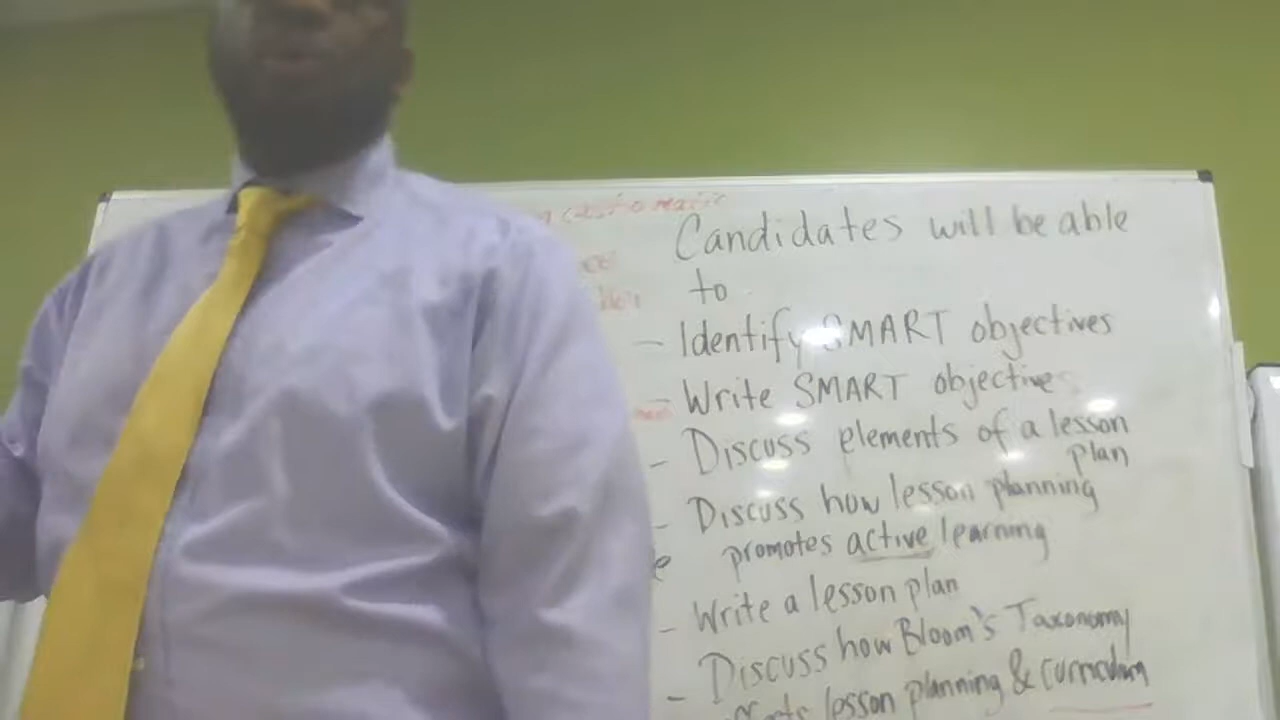 Candidates will be able
to
- Identify SMART objectives
- Write SMART objectives
- Discuss elements of a lesson
plan
- Discuss how lesson planning
promotes active learning
- Write a lesson plan
- Discuss how Bloom's Taxonomy
lesson planning & curriculum